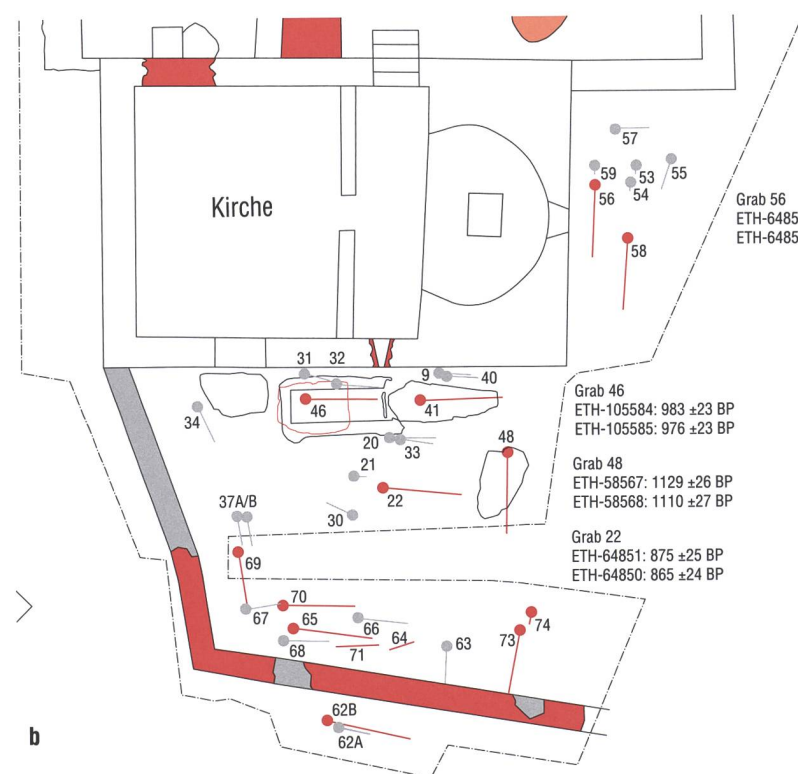 57
59
53
55
56
54
Kirche
Grab 56
ETH-6485
ETH-6485
58
31
32
9
40
Grab 46
ETH-105584: 983 ±23 BP
ETH-105585: 976 ±23 BP
46
41
34
20
33
48
Grab 48
ETH-58567: 1129 ±26 BP
ETH-58568: 1110 ±27 BP
21
22
37A/B
30
Grab 22
ETH-64851: 875 ±25 BP
ETH-64850: 865 ±24 BP
69
70
67
65
66
64
74
73
68
71
63
62B
b
62A